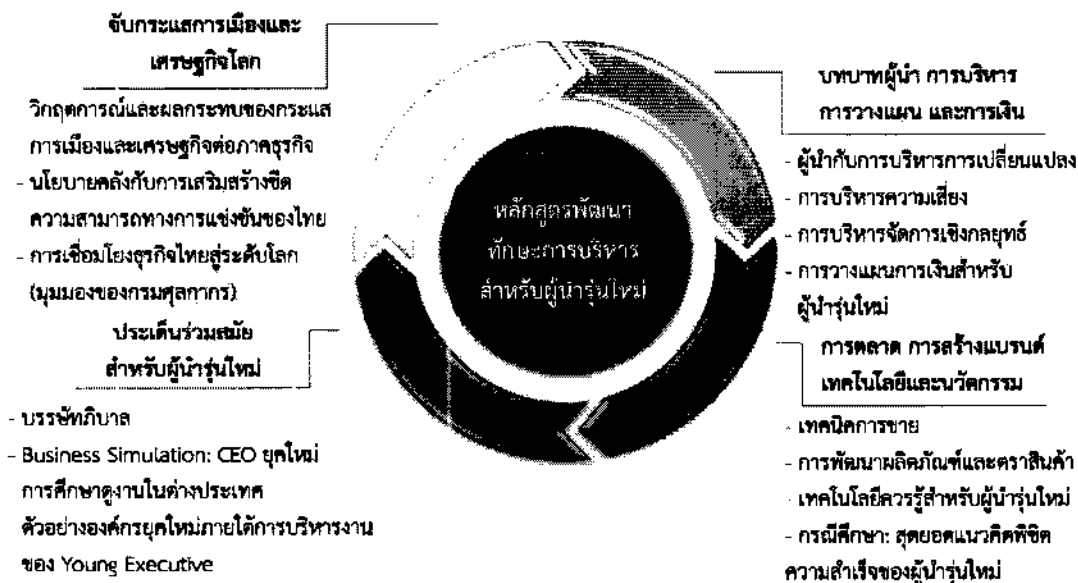 จับกระแสการเมืองและ
เศรษฐกิจโลก
วิกฤตการณ์และผลกระทบของกระแส
การเมืองและเศรษฐกิจต่อภาคธุรกิจ
- นโยบายคลังกับการเสริมสร้างขีด
ความสามารถทางการแข่งขันของไทย
- การเชื่อมโยงธุรกิจไทยสู่ระดับโลก
(มุมมองของกรมศุลกากร)
ประเด็นร่วมสมัย
สำหรับผู้นำรุ่นใหม่
- บรรษัทภิบาล
- Business Simulation: CEO ยุคใหม่
การศึกษาดูงานในต่างประเทศ
ตัวอย่างองค์กรยุคใหม่ภายใต้การบริหารงาน
ของ Young Executive
หลักสูตรพัฒนา
ทักษะการบริหาร
สำหรับผู้นำรุ่นใหม่
บทบาทผู้นำ การบริหาร
การวางแผน และการเงิน
- ผู้นำกับการบริหารการเปลี่ยนแปลง
- การบริหารความเสี่ยง
- การบริหารจัดการเชิงกลยุทธ์
- การวางแผนการเงินสำหรับ
ผู้นำรุ่นใหม่
การตลาด การสร้างแบรนด์
เทคโนโลยีและนวัตกรรม
- เทคนิคการขาย
- การพัฒนาผลิตภัณฑ์และตราสินค้า
- เทคโนโลยีควรรู้สำหรับผู้นำรุ่นใหม่
- กรณีศึกษา: สุดยอดแนวคิดพิชิต
ความสำเร็จของผู้นำรุ่นใหม่